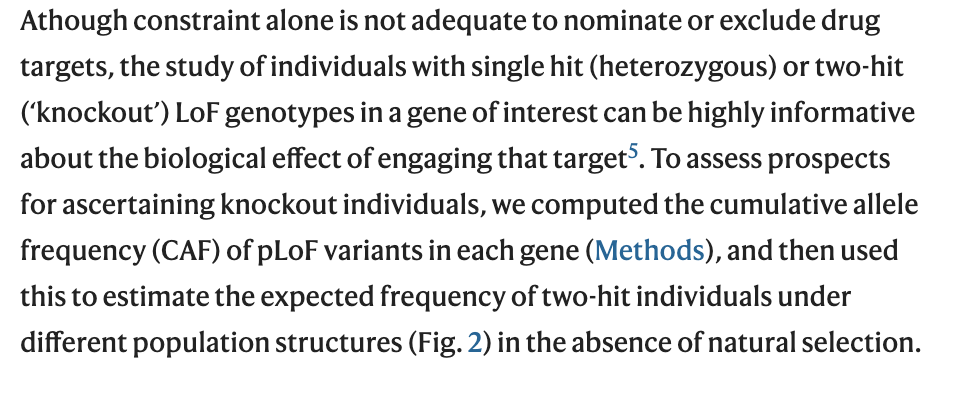 Athough constraint alone is not adequate to nominate or exclude drug
targets, the study of individuals with single hit (heterozygous) or two-hit
(‘knockout’) LoF genotypes in a gene of interest can be highly informative
about the biological effect of engaging that target5. To assess prospects
for ascertaining knockout individuals, we computed the cumulative allele
frequency (CAF) of pLoF variants in each gene (Methods), and then used
this to estimate the expected frequency of two-hit individuals under
different population structures (Fig. 2) in the absence of natural selection.